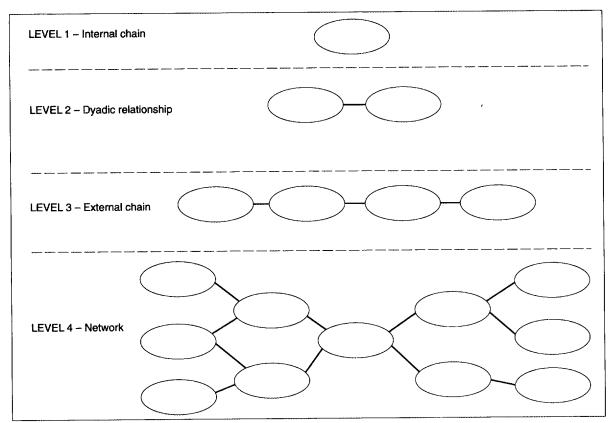 LEVEL 1 – Internal chain
LEVEL 2 – Dyadic relationship
LEVEL 3 – External chain
LEVEL 4 – Network